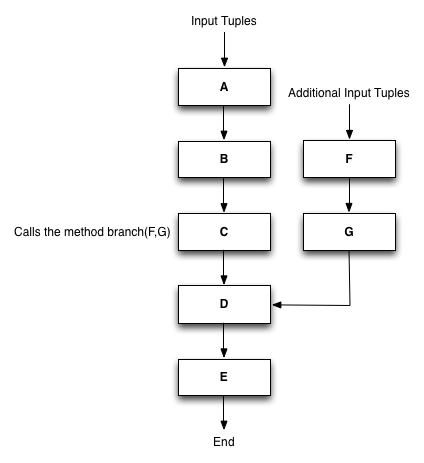 Input Tuples
A
Additional Input Tuples
B
F
Calls the method branch(F,G)
C
G
D
E
End